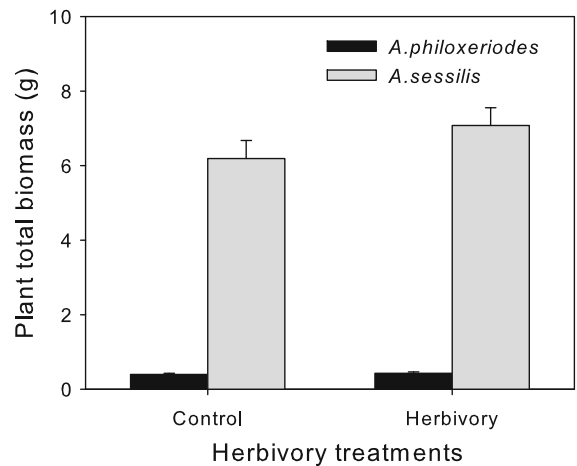 Plant total biomass (g)
10
8
6
4
2
0
A.philoxeriodes
A.sessilis
Control
Herbivory
Herbivory treatments